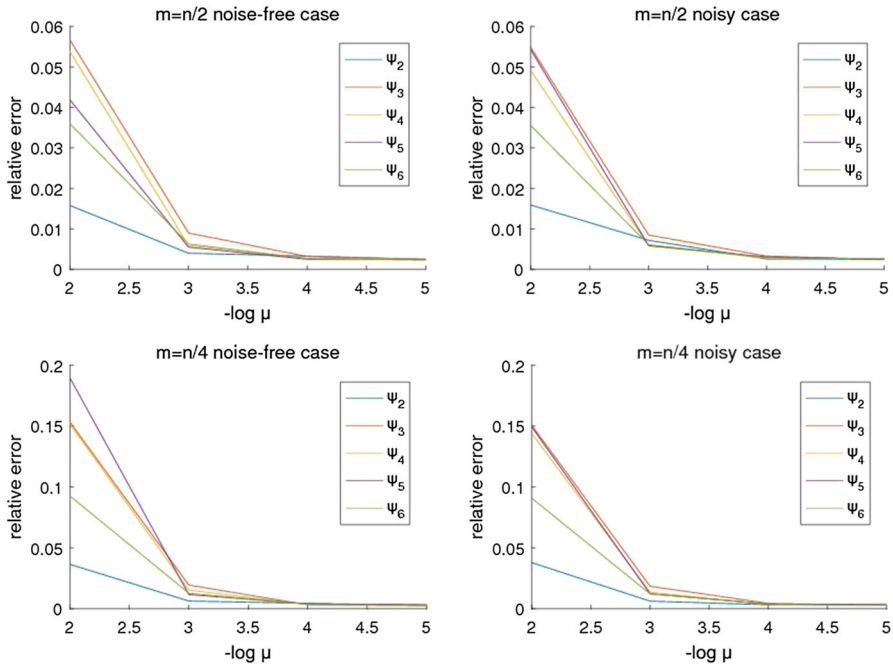 m=n/2 noise-free case
relative error
0.06
0.05
0.04
0.03
0.02
0.01
0
2
2.5
3
3.5
4
4.5
5
-log μ
ψ2
ψ3
ψ4
ψ5
ψ6
m=n/2 noisy case
relative error
0.06
0.05
0.04
0.03
0.02
0.01
0
2
2.5
3
3.5
4
4.5
5
-log μ
ψ2
ψ3
ψ4
ψ5
ψ6
m=n/4 noise-free case
relative error
0.2
0.15
0.1
0.05
0
2
2.5
3
3.5
4
4.5
5
-log μ
ψ2
ψ3
ψ4
ψ5
ψ6
m=n/4 noisy case
relative error
0.2
0.15
0.1
0.05
0
2
2.5
3
3.5
4
4.5
5
-log μ
ψ2
ψ3
ψ4
ψ5
ψ6